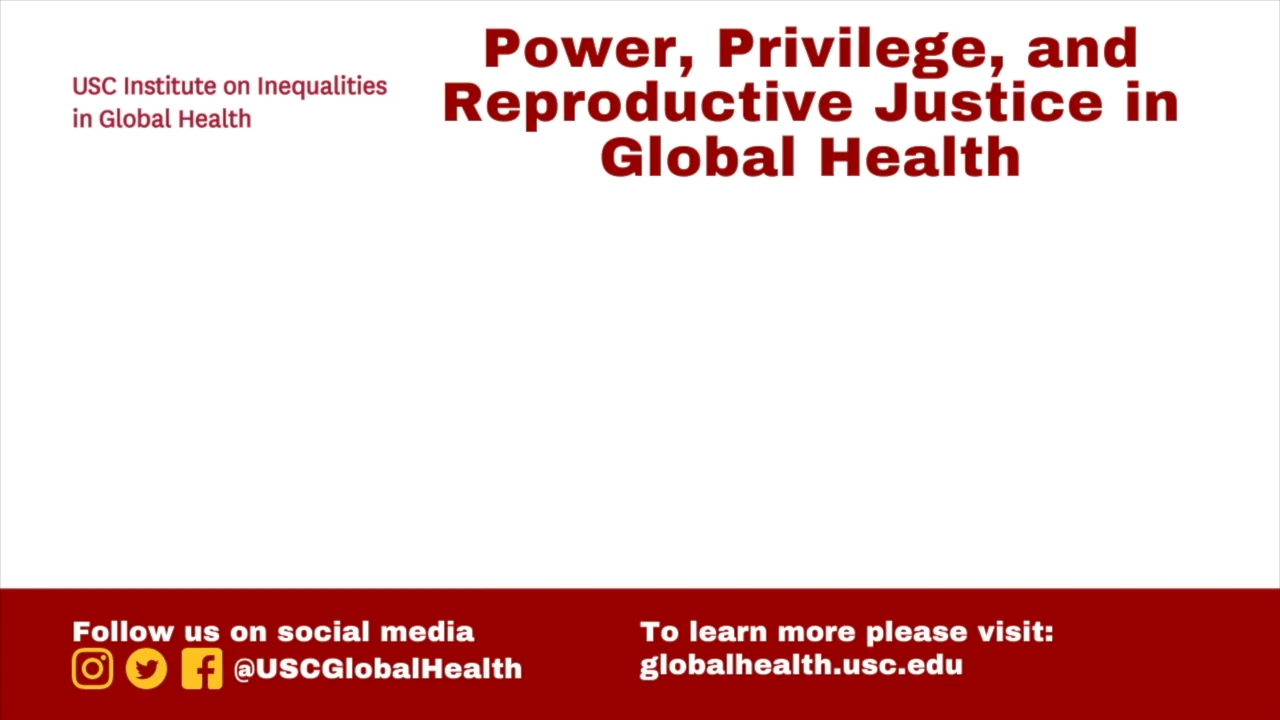 USC Institute on Inequalities
in Global Health
Power, Privilege, and
Reproductive Justice in
Global Health
Follow us on social media
@USCGlobalHealth
To learn more please visit:
globalhealth.usc.edu